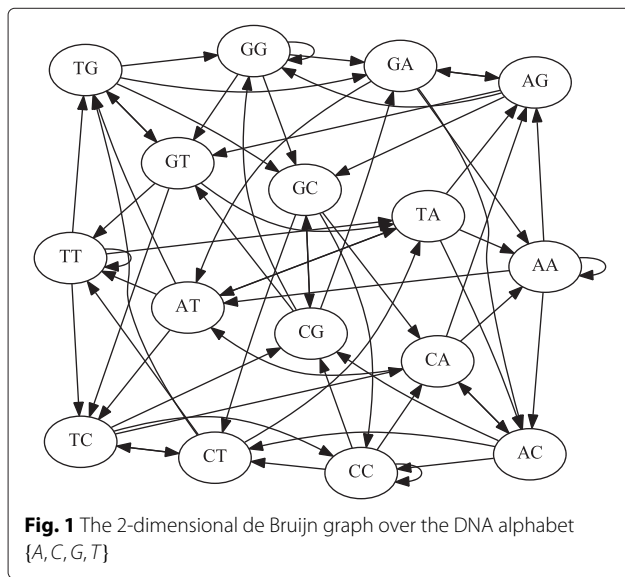 GG
TG
GA
AG
GT
GC
TA
TT
AA
AT
CG
CA
TC
CT
CC
AC
Fig. 1 The 2-dimensional de Bruijn graph over the DNA alphabet
{A, C, G, T}